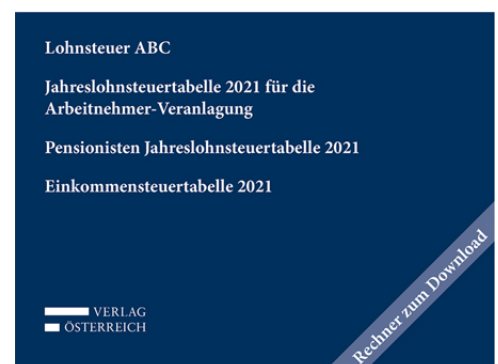 Lohnsteuer ABC
Jahreslohnsteuertabelle 2021 für die
Arbeitnehmer-Veranlagung
Pensionisten Jahreslohnsteuertabelle 2021
Einkommensteuertabelle 2021
Rechner zum Download
VERLAG
ÖSTERREICH